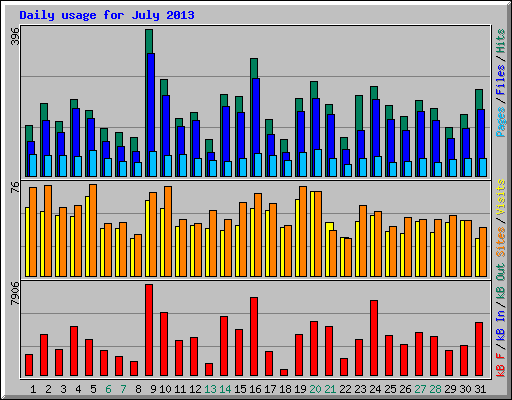 Daily usage for July 2013
396
Pages / Files / Hits
76
Sites / Visits
7906
kB F / kB In / kB Out
1 2 3 4 5 6 7 8 9 10 11 12 13 14 15 16 17 18 19 20 21 22 23 24 25 26 27 28 29 30 31